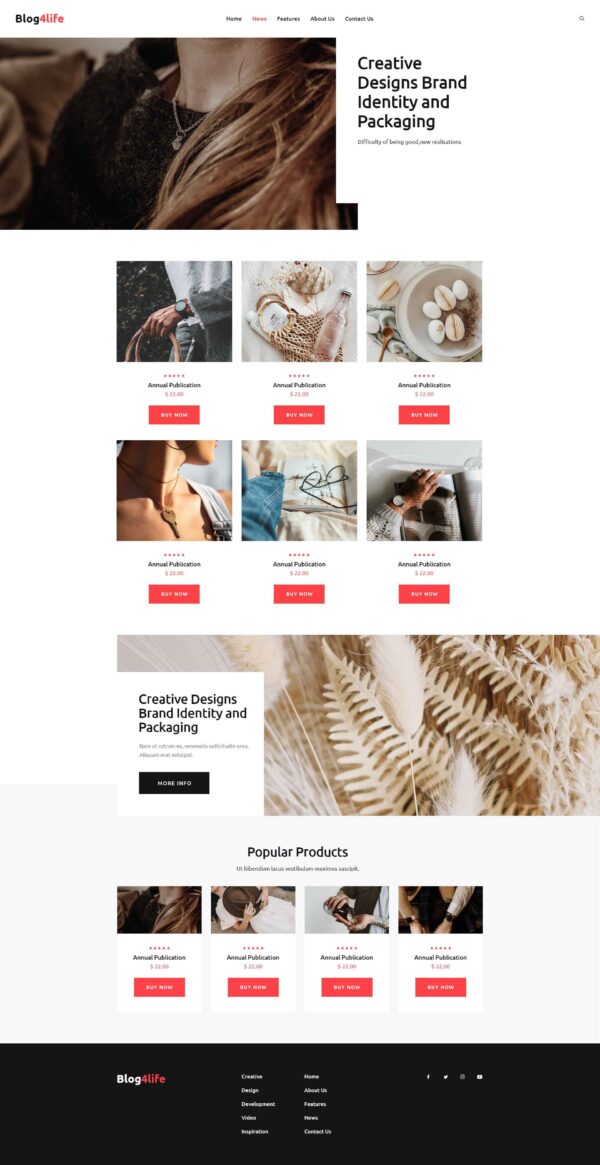 Blog4life
Home News Features About Us Contact Us
Creative
Designs Brand
Identity and
Packaging
Difficulty of being good,new realisations
Annual Publication Annual Publication Annual Publication
$ 22.00 $ 22.00 $ 22.00
BUY NOW BUY NOW BUY NOW
Annual Publication Annual Publication Annual Publication
$ 22.00 $ 22.00 $ 22.00
BUY NOW BUY NOW BUY NOW
Creative Designs
Brand Identity and
Packaging
Nam ut rutrum ex, venenatis sollicitudin urna.
Aliquam erat volutpat.
MORE INFO
Popular Products
Ut bibendum lacus vestibulum maximus suscipit.
Annual Publication Annual Publication Annual Publication Annual Publication
$ 22.00 $ 22.00 $ 22.00 $ 22.00
BUY NOW BUY NOW BUY NOW BUY NOW
Blog4life
Creative Home
Design About Us
Development Features
Video News
Inspiration Contact Us